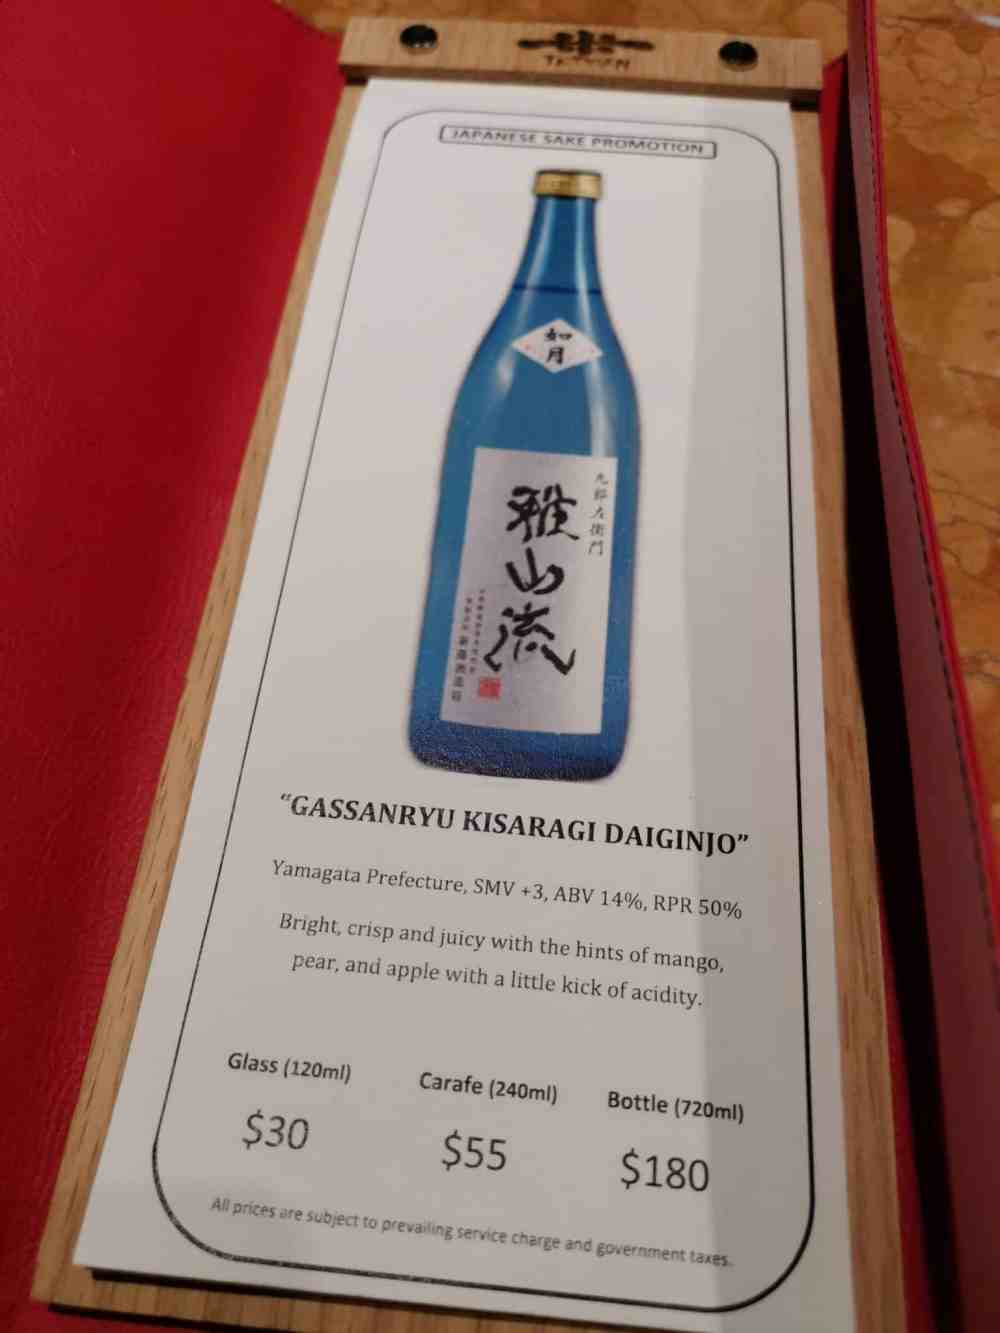 JAPANESE SAKE PROMOTION
如月
九郎左衛門
雅山流
"GASSANRYU KISARAGI DAIGINJO"
Yamagata Prefecture, SMV +3, ABV 14%, RPR 50%
Bright, crisp and juicy with the hints of mango,
pear, and apple with a little kick of acidity.
Glass (120ml) Carafe (240ml) Bottle (720ml)
$30 $55 $180
All prices are subject to prevailing service charge and government taxes.